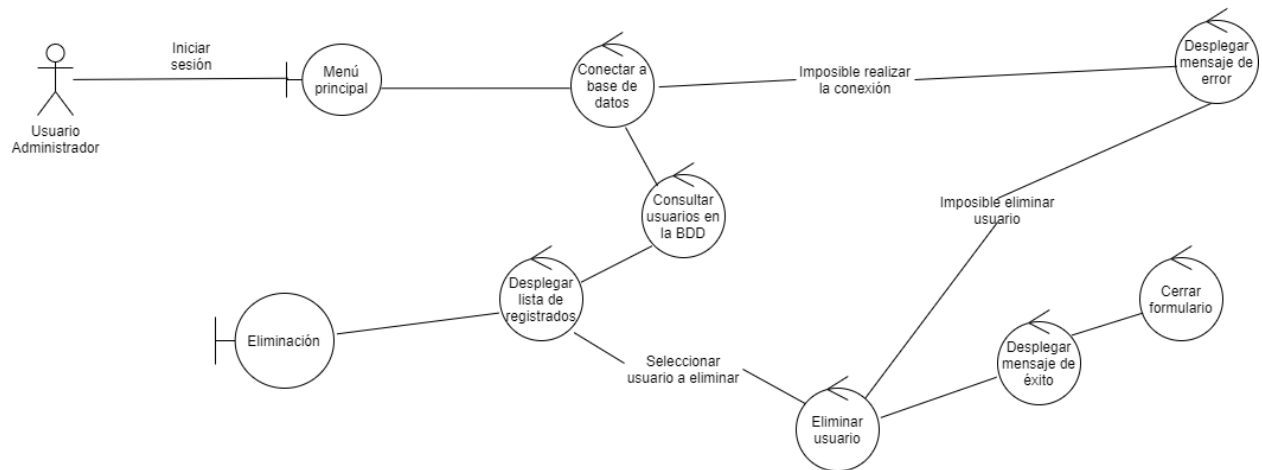 Iniciar
sesión
Usuario
Administrador
Menú
principal
Conectar a
base de
datos
Imposible realizar
la conexión
Desplegar
mensaje de
error
Consultar
usuarios en
la BDD
Imposible eliminar
usuario
Desplegar
lista de
registrados
Eliminación
Seleccionar
usuario a eliminar
Eliminar
usuario
Desplegar
mensaje de
éxito
Cerrar
formulario